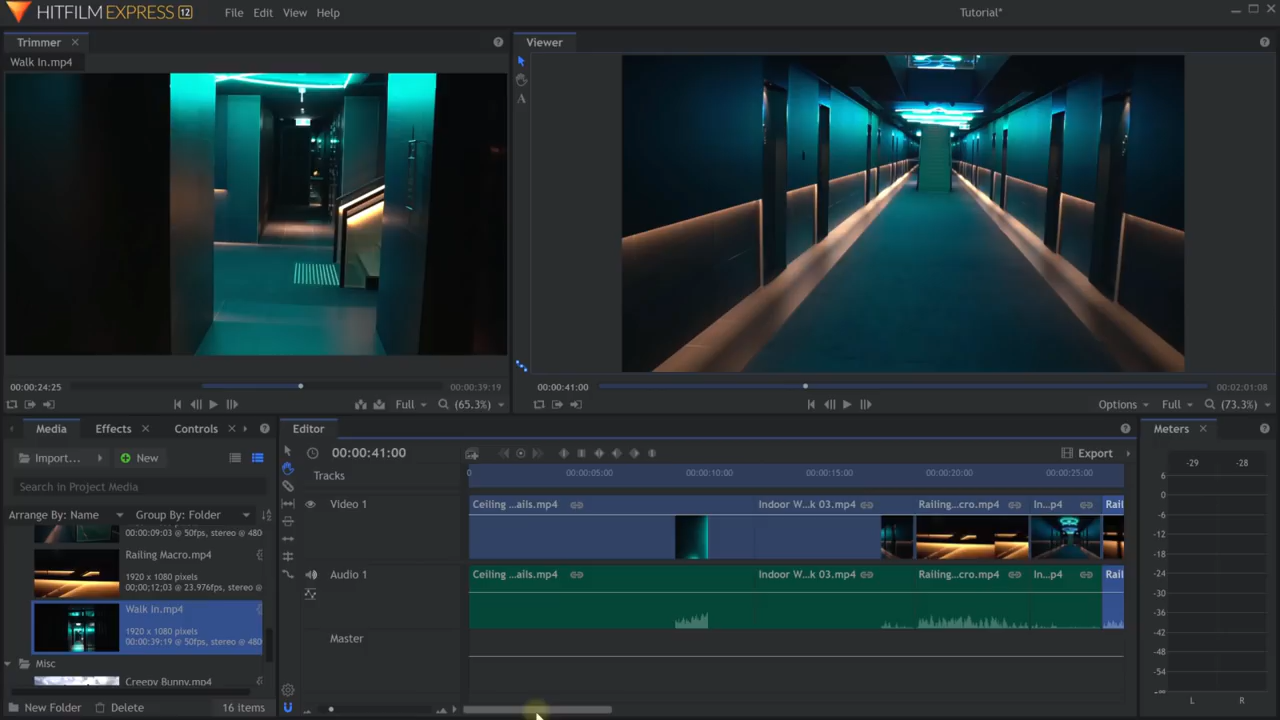 HITFILM EXPRESS 12 File Edit View Help Tutorial*
Trimmer Viewer
Walk In.mp4
A
00:00:24:25 00:00:39:19 00:00:41:00 00:02:01:08
Full (65.3%) Options Full (73.3%)
Media Effects Controls Editor Meters
Import... New 00:00:41:00 Export -29 -28
Tracks 0 00:00:05:00 00:00:10:00 00:00:15:00 00:00:20:00 00:00:25:00 6
Search in Project Media 0
Arrange By: Name Group By: Folder Video 1 Ceiling ...ails.mp4 Indoor W...k 03.mp4 Railing...cro.mp4 In...p4 Rail -6
00:00:09:03 @ 50fps, stereo @ 480 -12
Railing Macro.mp4 -18
1920 x 1080 pixels
00;00;12;03 @ 23.976fps, stereo @ Audio 1 Ceiling ...ails.mp4 Indoor W...k 03.mp4 Railing...cro.mp4 In...p4 Rail -24
-30
Walk In.mp4 -36
1920 x 1080 pixels
00:00:39:19 @ 50fps, stereo @ 480 Master -42
-48
Misc -54
Creepy Bunny.mp4 -∞
New Folder Delete 16 items L R